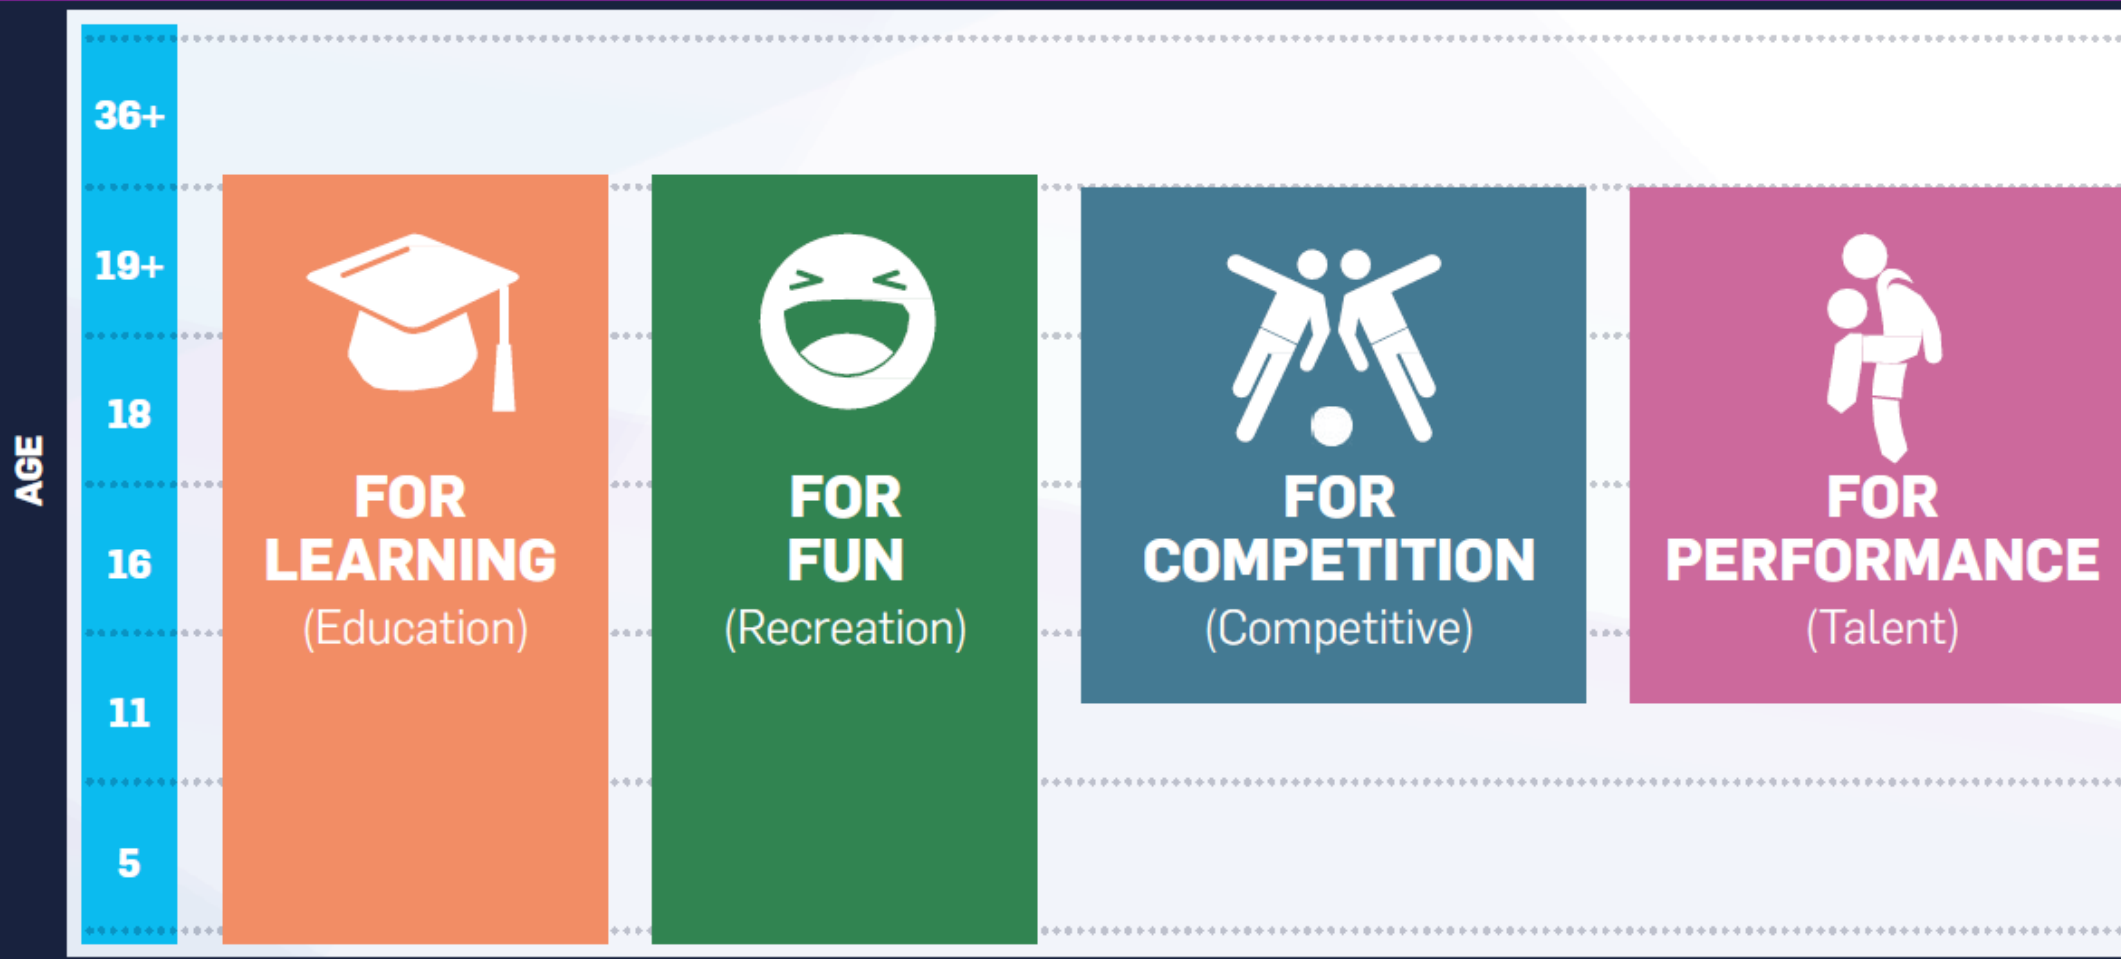 AGE
36+
19+
18
16
11
5
FOR
LEARNING
(Education)
FOR
FUN
(Recreation)
FOR
COMPETITION
(Competitive)
FOR
PERFORMANCE
(Talent)